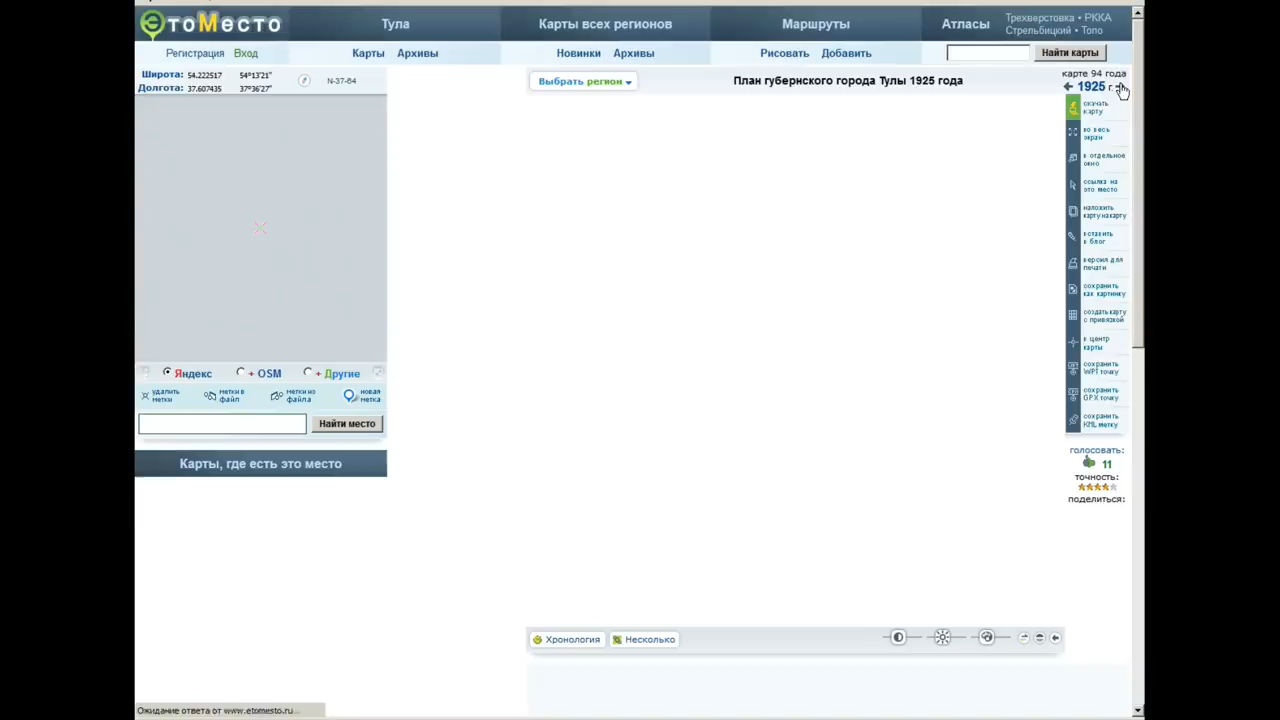 ЭтоМесто
Тула
Карты всех регионов
Маршруты
Атласы
Трехверстовка • РККА
Стрельбицкий • Топо
Регистрация Вход
Карты Архивы
Новинки Архивы
Рисовать Добавить
Найти карты
Широта: 54.222517 54°13'21"
Долгота: 37.607435 37°36'27"
N-37-64
Выбрать регион
План губернского города Тулы 1925 года
карте 94 года
1925 г.
скачать
карту
во весь
экран
в отдельное
окно
ссылка на
это место
наложить
карту на карту
вставить
в блог
версия для
печати
сохранить
как картинку
создать карту
с привязкой
в центр
карты
сохранить
WPT точку
сохранить
GPX точку
сохранить
KML метку
голосовать:
11
точность:
поделиться:
Яндекс + OSM + Другие
удалить
метки
метки в
файл
метки из
файла
новая
метка
Найти место
Карты, где есть это место
Хронология Несколько
Ожидание ответа от www.etomesto.ru...